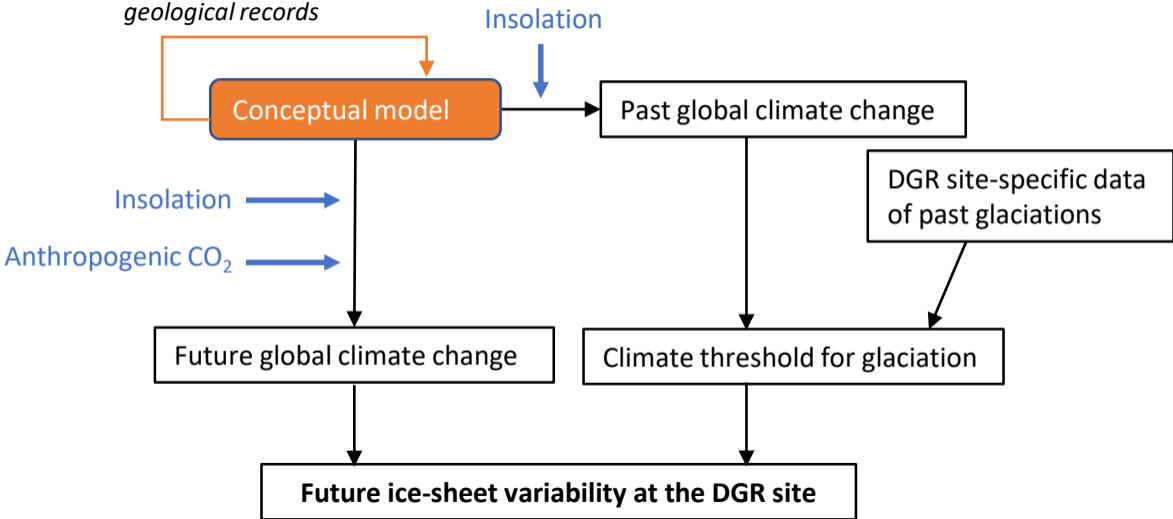 geological records
Insolation
Conceptual model
Past global climate change
DGR site-specific data
of past glaciations
Insolation
Anthropogenic CO₂
Future global climate change
Climate threshold for glaciation
Future ice-sheet variability at the DGR site